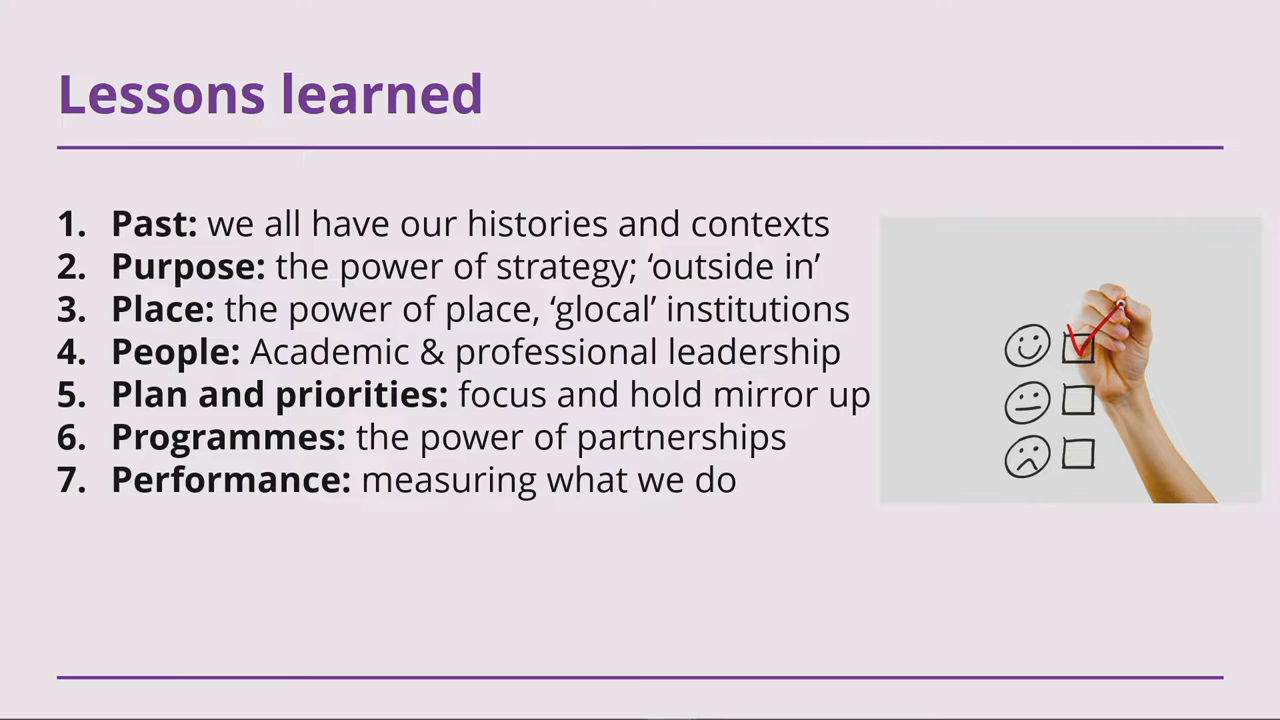 Lessons learned
1. Past: we all have our histories and contexts
2. Purpose: the power of strategy; ‘outside in’
3. Place: the power of place, ‘glocal’ institutions
4. People: Academic & professional leadership
5. Plan and priorities: focus and hold mirror up
6. Programmes: the power of partnerships
7. Performance: measuring what we do